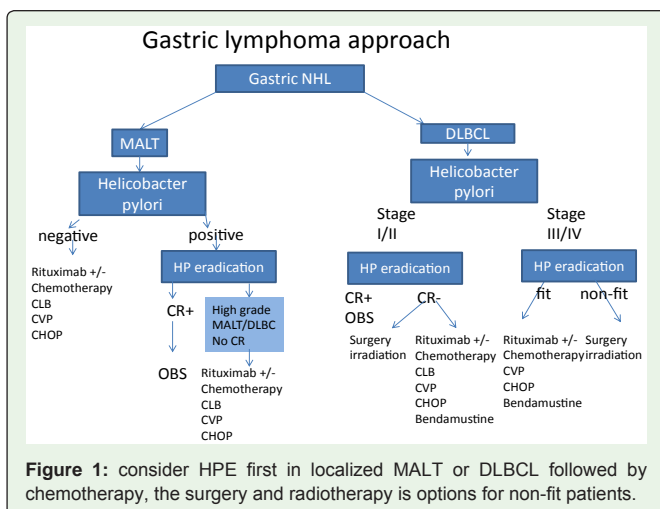 Gastric lymphoma approach
Gastric NHL
MALT
DLBCL
Helicobacter
pylori
Helicobacter
pylori
negative
positive
Stage
I/II
Stage
III/IV
Rituximab +/-
Chemotherapy
CLB
CVP
CHOP
HP eradication
CR+
OBS
High grade
MALT/DLBC
No CR
Rituximab +/-
Chemotherapy
CLB
CVP
CHOP
HP eradication
CR+
OBS
CR-
Surgery
irradiation
Rituximab +/-
Chemotherapy
CLB
CVP
CHOP
Bendamustine
HP eradication
fit
non-fit
Rituximab +/-
Chemotherapy
CVP
CHOP
Bendamustine
Surgery
irradiation
Figure 1: consider HPE first in localized MALT or DLBCL followed by
chemotherapy, the surgery and radiotherapy is options for non-fit patients.